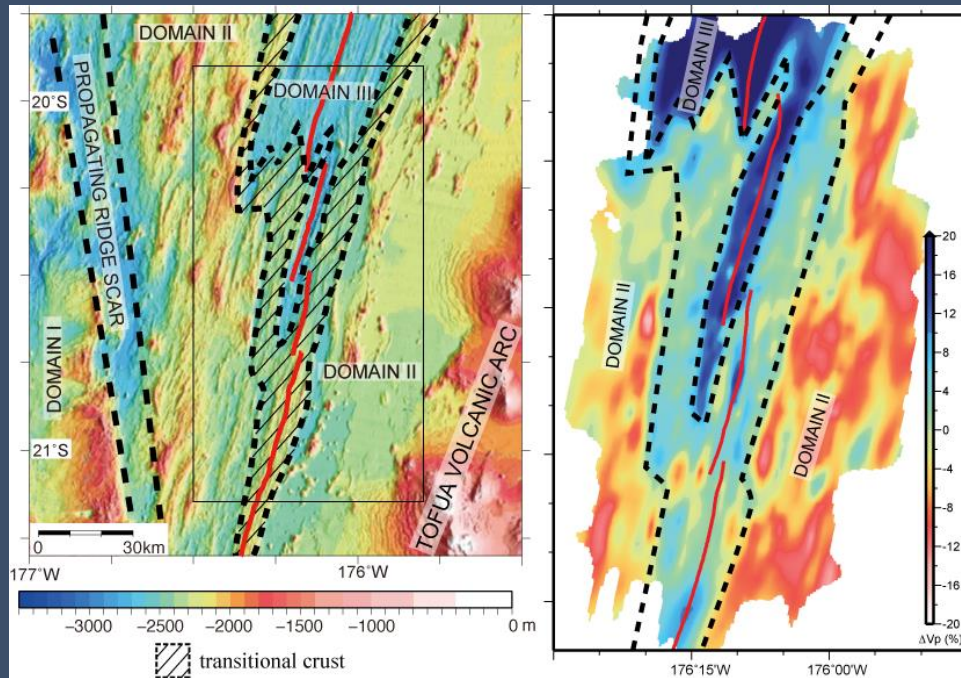 DOMAIN II
DOMAIN III
PROPAGATING RIDGE SCAR
20°S
DOMAIN I
DOMAIN II
TOFUA VOLCANIC ARC
21°S
0 30km
177°W 176°W
−3000 −2500 −2000 −1500 −1000 0 m
transitional crust
DOMAIN III
DOMAIN II
DOMAIN II
20
16
12
8
4
0
-4
-8
-12
-16
-20
ΔVp (%)
176°15'W 176°00'W